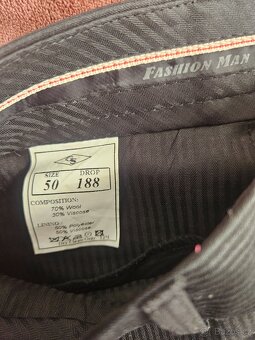 FASHION MAN
SIZE DROP
50 188
COMPOSITION:
70% Wool
30% Viscose
LINING:
50% Polyester
50% Viscose